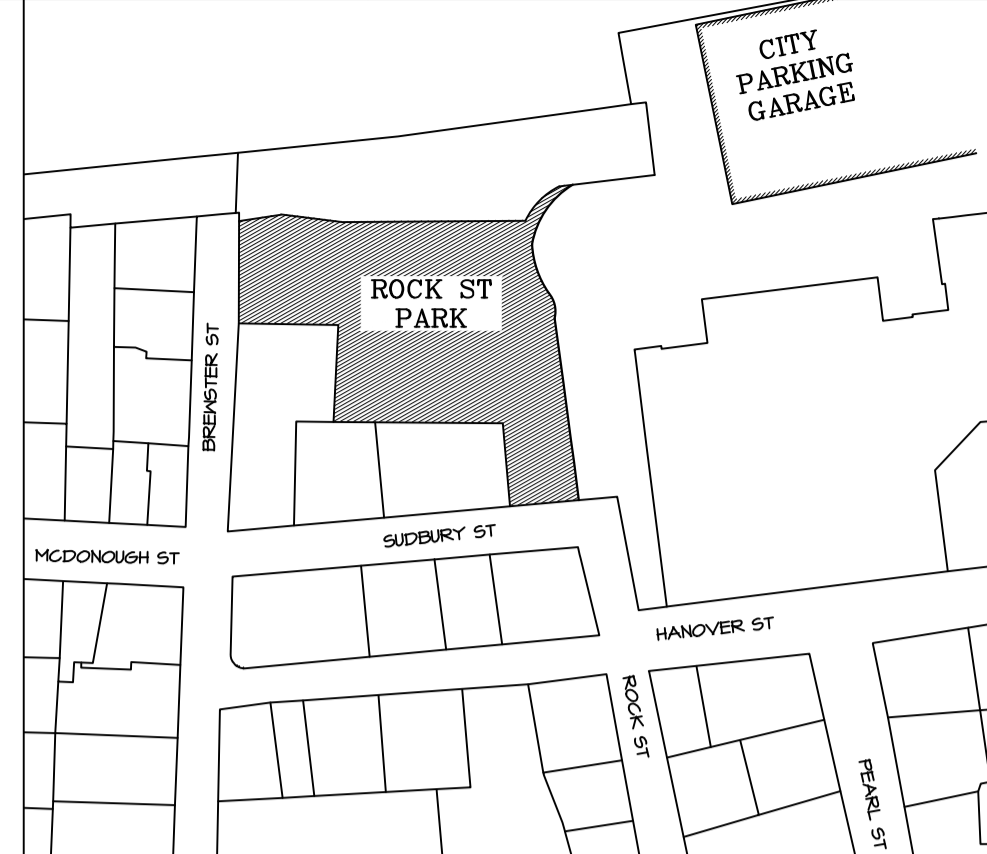 CITY
PARKING
GARAGE
ROCK ST
PARK
BREWSTER ST
SUDBURY ST
MCDONOUGH ST
HANOVER ST
ROCK ST
PEARL ST